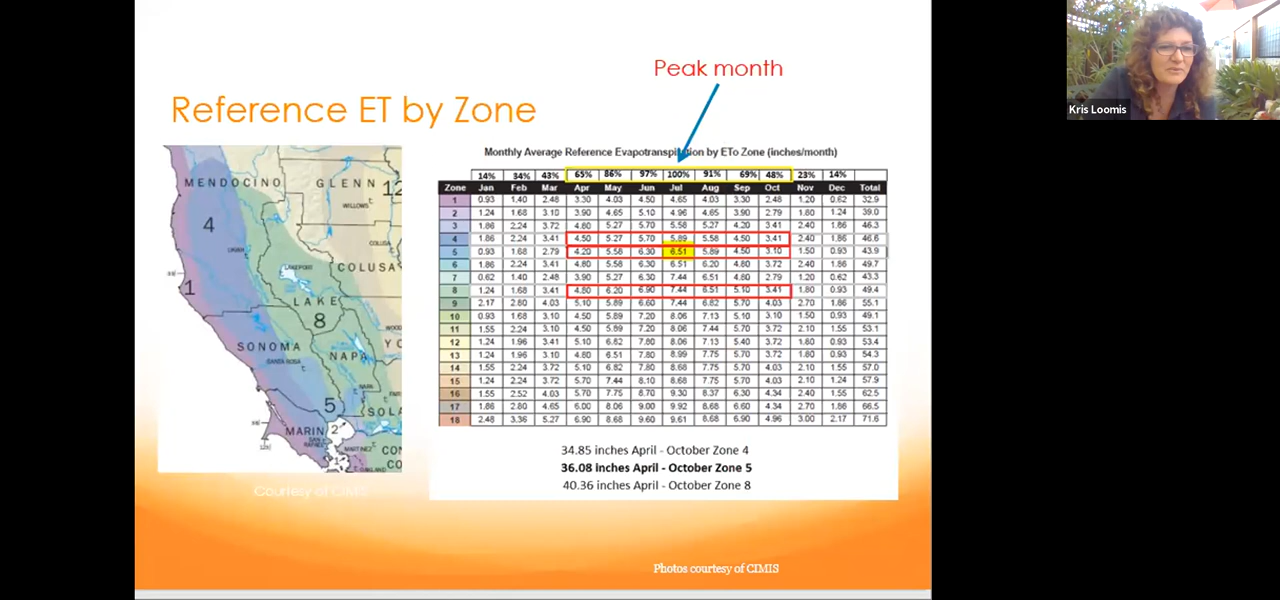 Peak month
Kris Loomis
Reference ET by Zone
MENDOCINO GLENN 12
WILLOWS
4
COLUSA
UKIAH
LAKEPORT COLUSA
1
LAKE
8
SONOMA
SANTA ROSA NAPA
NAPA
5 SOLA
MARIN 2
SAN RAFAEL
MARTINEZ CON
OAKLAND CO
Monthly Average Reference Evapotranspiration by ETo Zone (inches/month)
14% 34% 43% 65% 86% 97% 100% 91% 69% 48% 23% 14%
Zone Jan Feb Mar Apr May Jun Jul Aug Sep Oct Nov Dec Total
1 0.93 1.40 2.48 3.30 4.03 4.50 4.65 4.03 3.30 2.48 1.20 0.62 32.9
2 1.24 1.68 3.10 3.90 4.65 5.10 4.96 4.65 3.90 2.79 1.80 1.24 39.0
3 1.86 2.24 3.41 4.80 5.27 5.70 5.58 5.27 4.20 3.41 2.40 1.86 46.3
4 1.86 2.24 3.41 4.50 5.27 5.70 5.89 5.58 4.50 3.41 2.40 1.86 46.6
5 0.93 1.68 2.79 4.20 5.58 6.30 6.51 5.89 4.50 3.10 1.50 0.93 43.9
6 1.86 2.24 3.41 4.80 5.58 6.30 6.51 6.20 4.80 3.72 2.40 1.86 49.7
7 0.62 1.40 2.48 3.90 5.27 6.30 7.44 6.51 4.80 2.79 1.20 0.62 43.3
8 1.24 1.68 3.41 4.80 6.20 6.90 7.44 6.51 5.10 3.41 1.80 0.93 49.4
9 2.17 2.80 4.03 5.10 5.89 6.60 7.44 6.82 5.70 4.03 2.70 1.86 55.1
10 0.93 1.68 3.10 4.50 5.89 7.20 8.06 7.13 5.10 3.10 1.50 0.93 49.1
11 1.55 2.24 3.10 4.50 5.89 7.20 8.06 7.44 5.70 3.72 2.10 1.55 53.1
12 1.24 1.96 3.41 5.10 6.82 7.80 8.06 7.13 5.40 3.72 1.80 0.93 53.4
13 1.24 1.96 3.10 4.80 6.51 7.80 8.99 7.75 5.70 3.72 1.80 0.93 54.3
14 1.55 2.24 3.72 5.10 6.82 7.80 8.68 7.75 5.70 4.03 2.10 1.55 57.0
15 1.24 2.24 3.72 5.70 7.44 8.10 8.68 7.75 5.70 4.03 2.10 1.24 57.9
16 1.55 2.52 4.03 5.70 7.75 8.70 9.30 8.37 6.30 4.34 2.40 1.55 62.5
17 1.86 2.80 4.65 6.00 8.06 9.00 9.92 8.68 6.60 4.34 2.70 1.86 66.5
18 2.48 3.36 5.27 6.90 8.68 9.60 9.61 8.68 6.90 4.96 3.00 2.17 71.6
34.85 inches April - October Zone 4
36.08 inches April - October Zone 5
40.36 inches April - October Zone 8
Courtesy of CIMIS
Photos courtesy of CIMIS